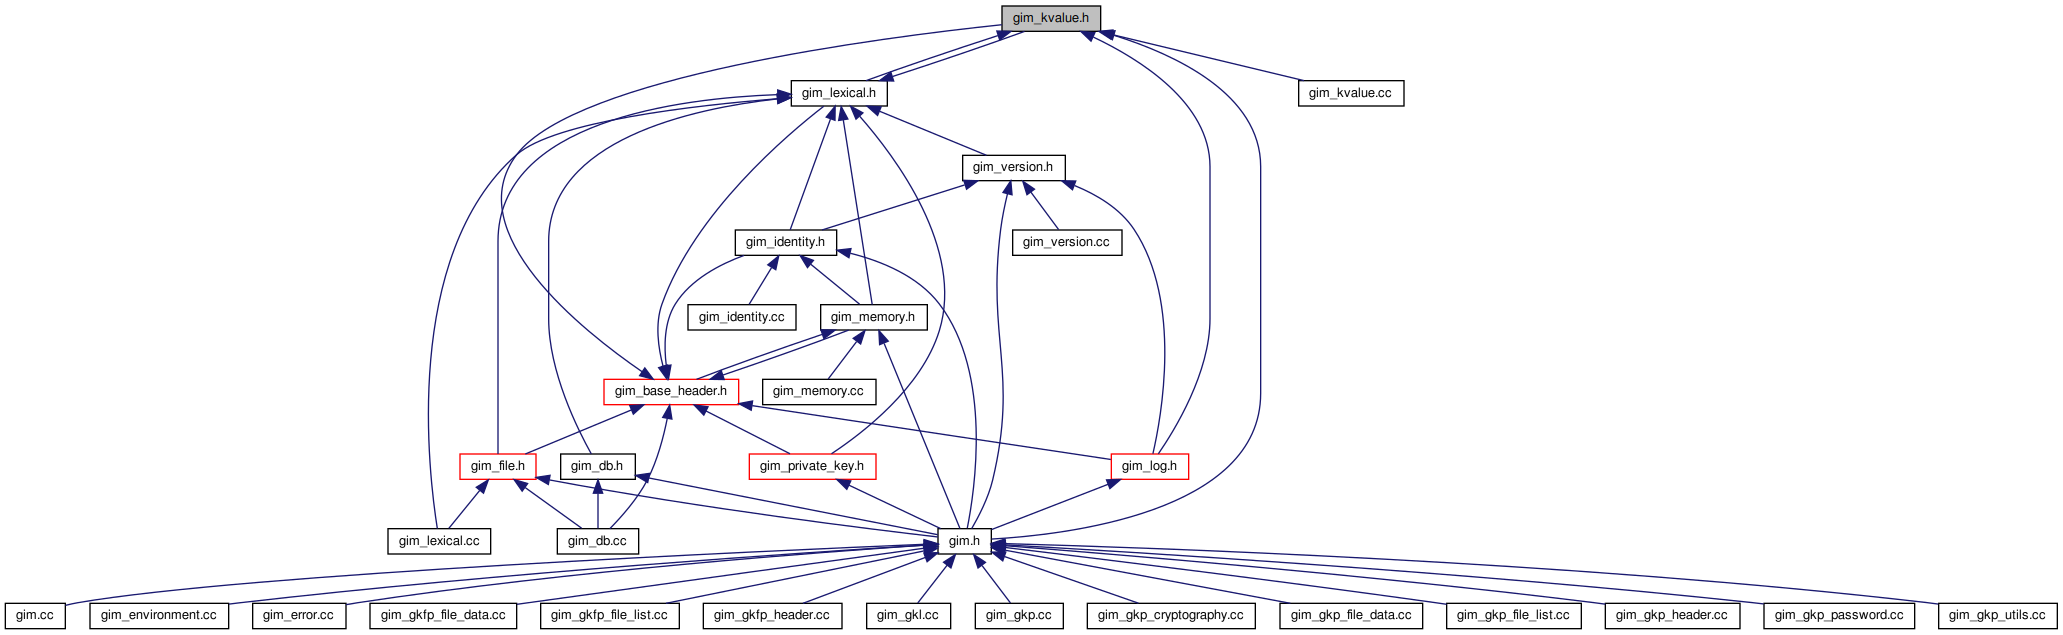 gim_kvalue.h
gim_lexical.h
gim_kvalue.cc
gim_version.h
gim_identity.h
gim_version.cc
gim_identity.cc
gim_memory.h
gim_base_header.h
gim_memory.cc
gim_file.h
gim_db.h
gim_private_key.h
gim_log.h
gim_lexical.cc
gim_db.cc
gim.h
gim.cc
gim_environment.cc
gim_error.cc
gim_gkfp_file_data.cc
gim_gkfp_file_list.cc
gim_gkfp_header.cc
gim_gkl.cc
gim_gkp.cc
gim_gkp_cryptography.cc
gim_gkp_file_data.cc
gim_gkp_file_list.cc
gim_gkp_header.cc
gim_gkp_password.cc
gim_gkp_utils.cc